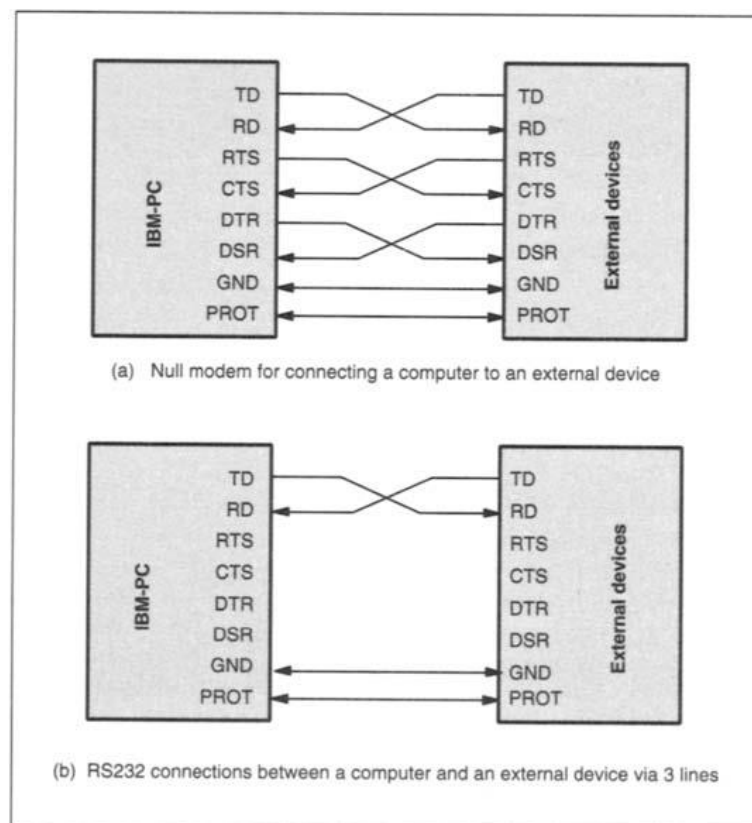 TD
RD
RTS
CTS
DTR
DSR
GND
PROT
IBM-PC
TD
RD
RTS
CTS
DTR
DSR
GND
PROT
External devices
(a) Null modem for connecting a computer to an external device
TD
RD
RTS
CTS
DTR
DSR
GND
PROT
IBM-PC
TD
RD
RTS
CTS
DTR
DSR
GND
PROT
External devices
(b) RS232 connections between a computer and an external device via 3 lines